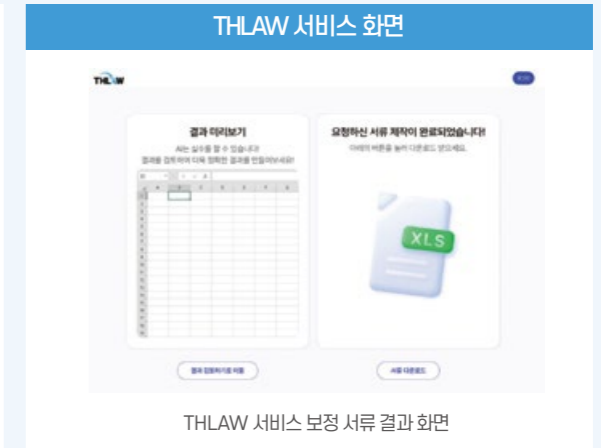 THLAW 서비스 화면
THLAW
결과 미리보기
AI는 실수를 할 수 있습니다!
결과를 검토하여 더욱 정확한 결과를 만들어보세요!
요청하신 서류 제작이 완료되었습니다!
아래의 버튼을 눌러 다운로드 받으세요.
XLS
서류 다운로드
THLAW 서비스 보정 서류 결과 화면